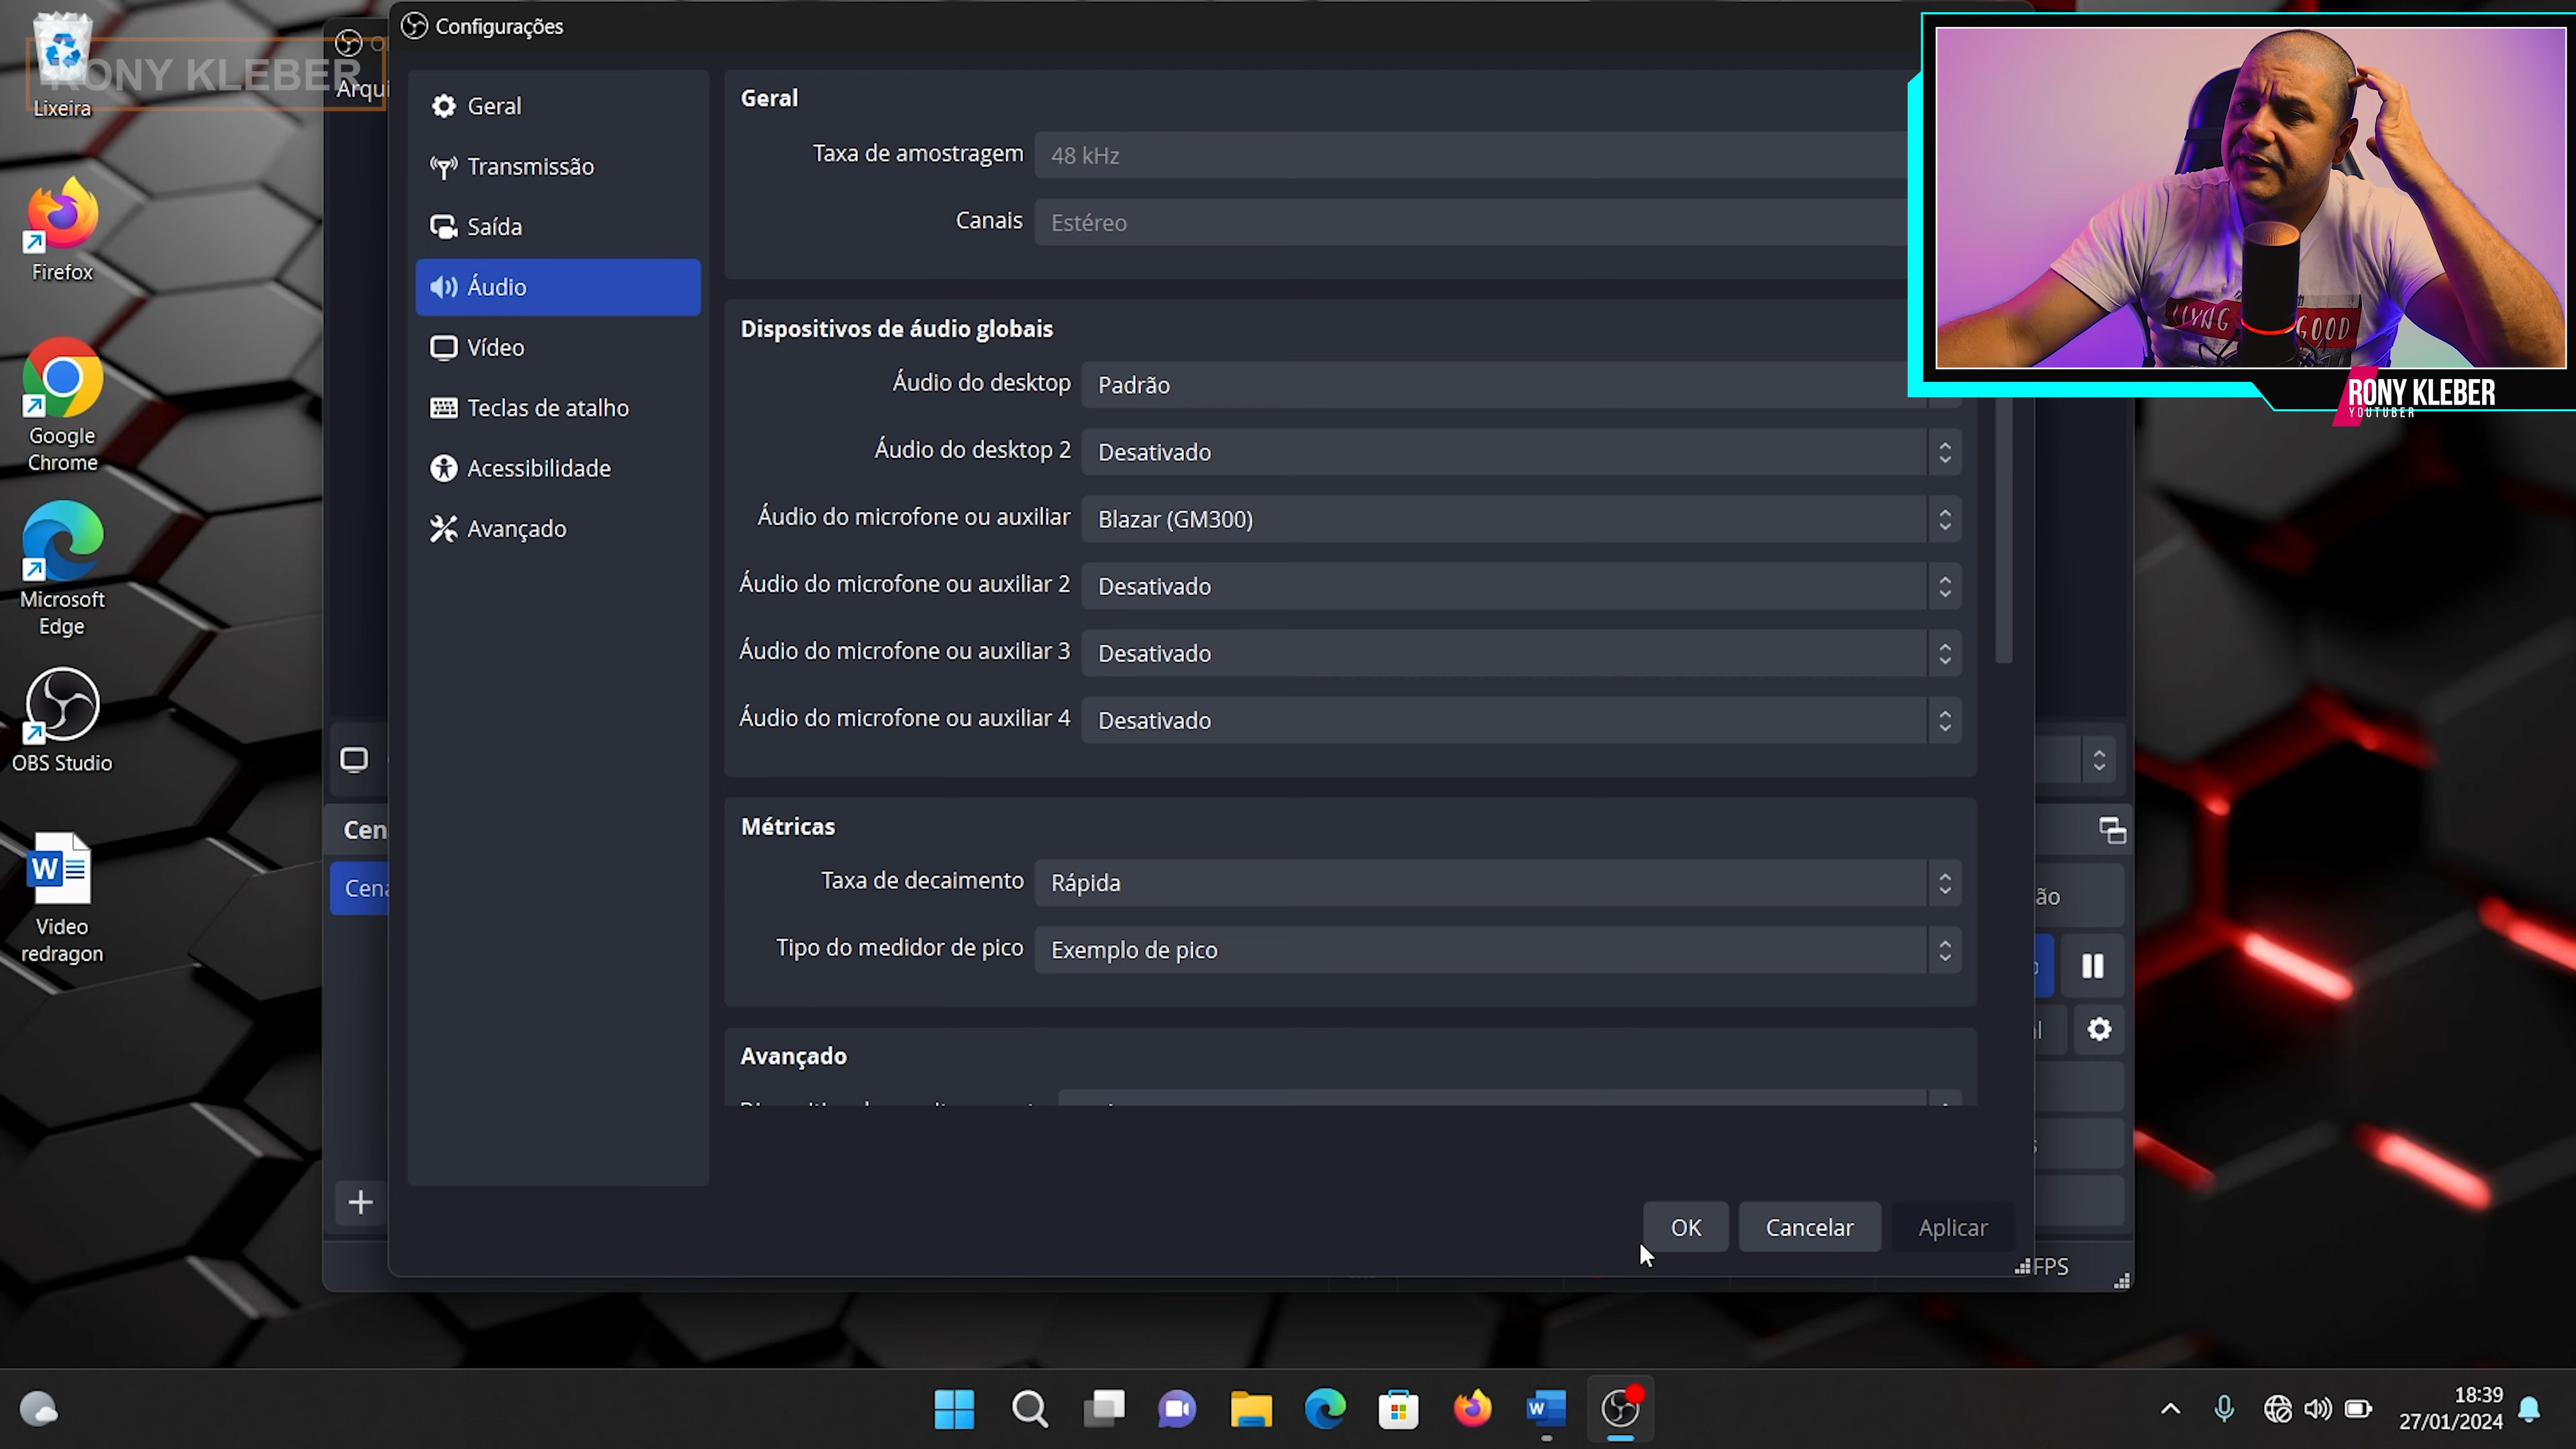 Configurações
RONY KLEBER
Lixeira
Arqui
Firefox
Google
Chrome
Microsoft
Edge
OBS Studio
Video
redragon
Geral
Transmissão
Saída
Áudio
Vídeo
Teclas de atalho
Acessibilidade
Avançado
Geral
Taxa de amostragem 48 kHz
Canais Estéreo
Dispositivos de áudio globais
Áudio do desktop Padrão
Áudio do desktop 2 Desativado
Áudio do microfone ou auxiliar Blazar (GM300)
Áudio do microfone ou auxiliar 2 Desativado
Áudio do microfone ou auxiliar 3 Desativado
Áudio do microfone ou auxiliar 4 Desativado
Métricas
Taxa de decaimento Rápida
Tipo do medidor de pico Exemplo de pico
Avançado
OK Cancelar Aplicar
Cen
Cena
ão
FPS
LIVNG GOOD
RONY KLEBER
YOUTUBER
18:39
27/01/2024